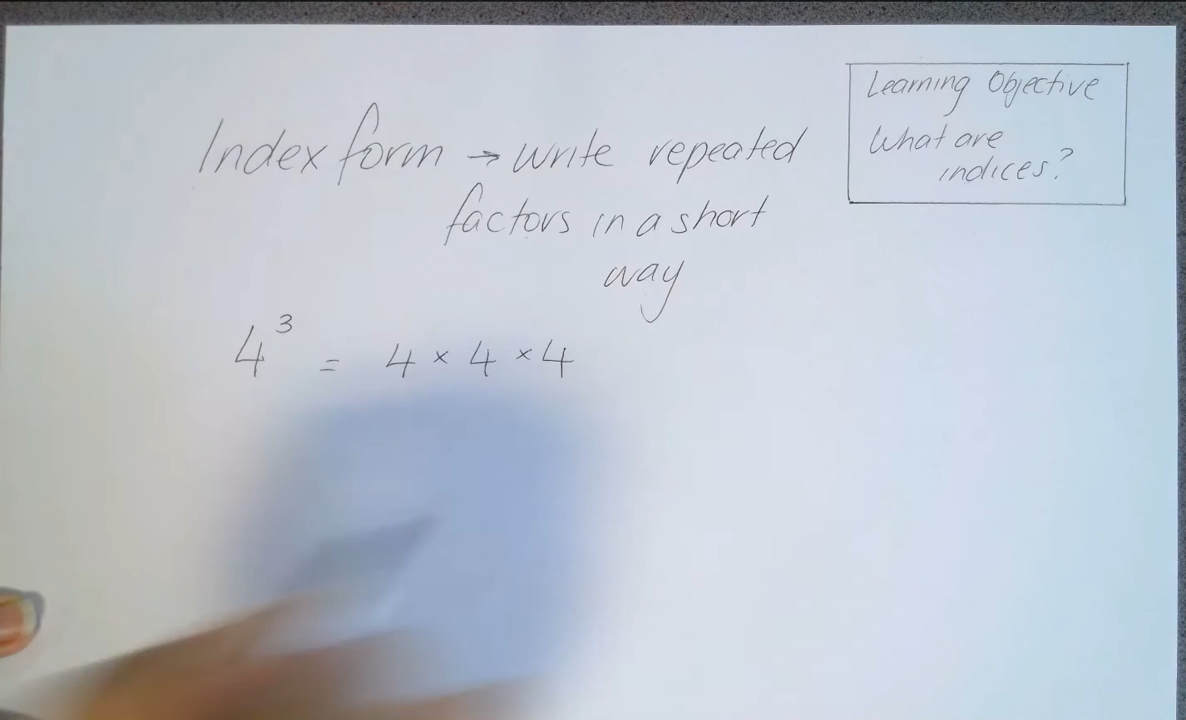 Learning Objective
What are
indices?
Index form → write repeated
factors in a short
way
4³ = 4 × 4 × 4